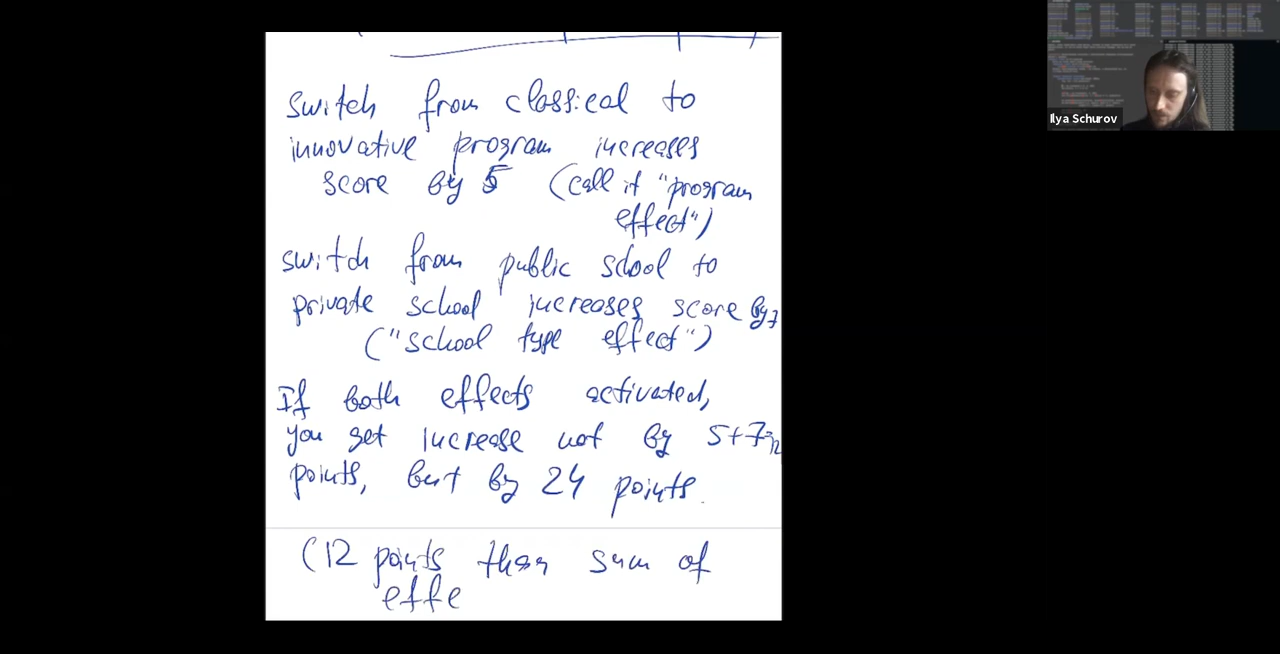 switch from classical to
innovative program increases
score by 5 (call it "program
effect")
switch from public school to
private school increases score by 7
("school type effect")
If both effects activated,
you get increase not by 5+7=12
points, but by 24 points.
(12 points than sum of
effe
Ilya Schurov